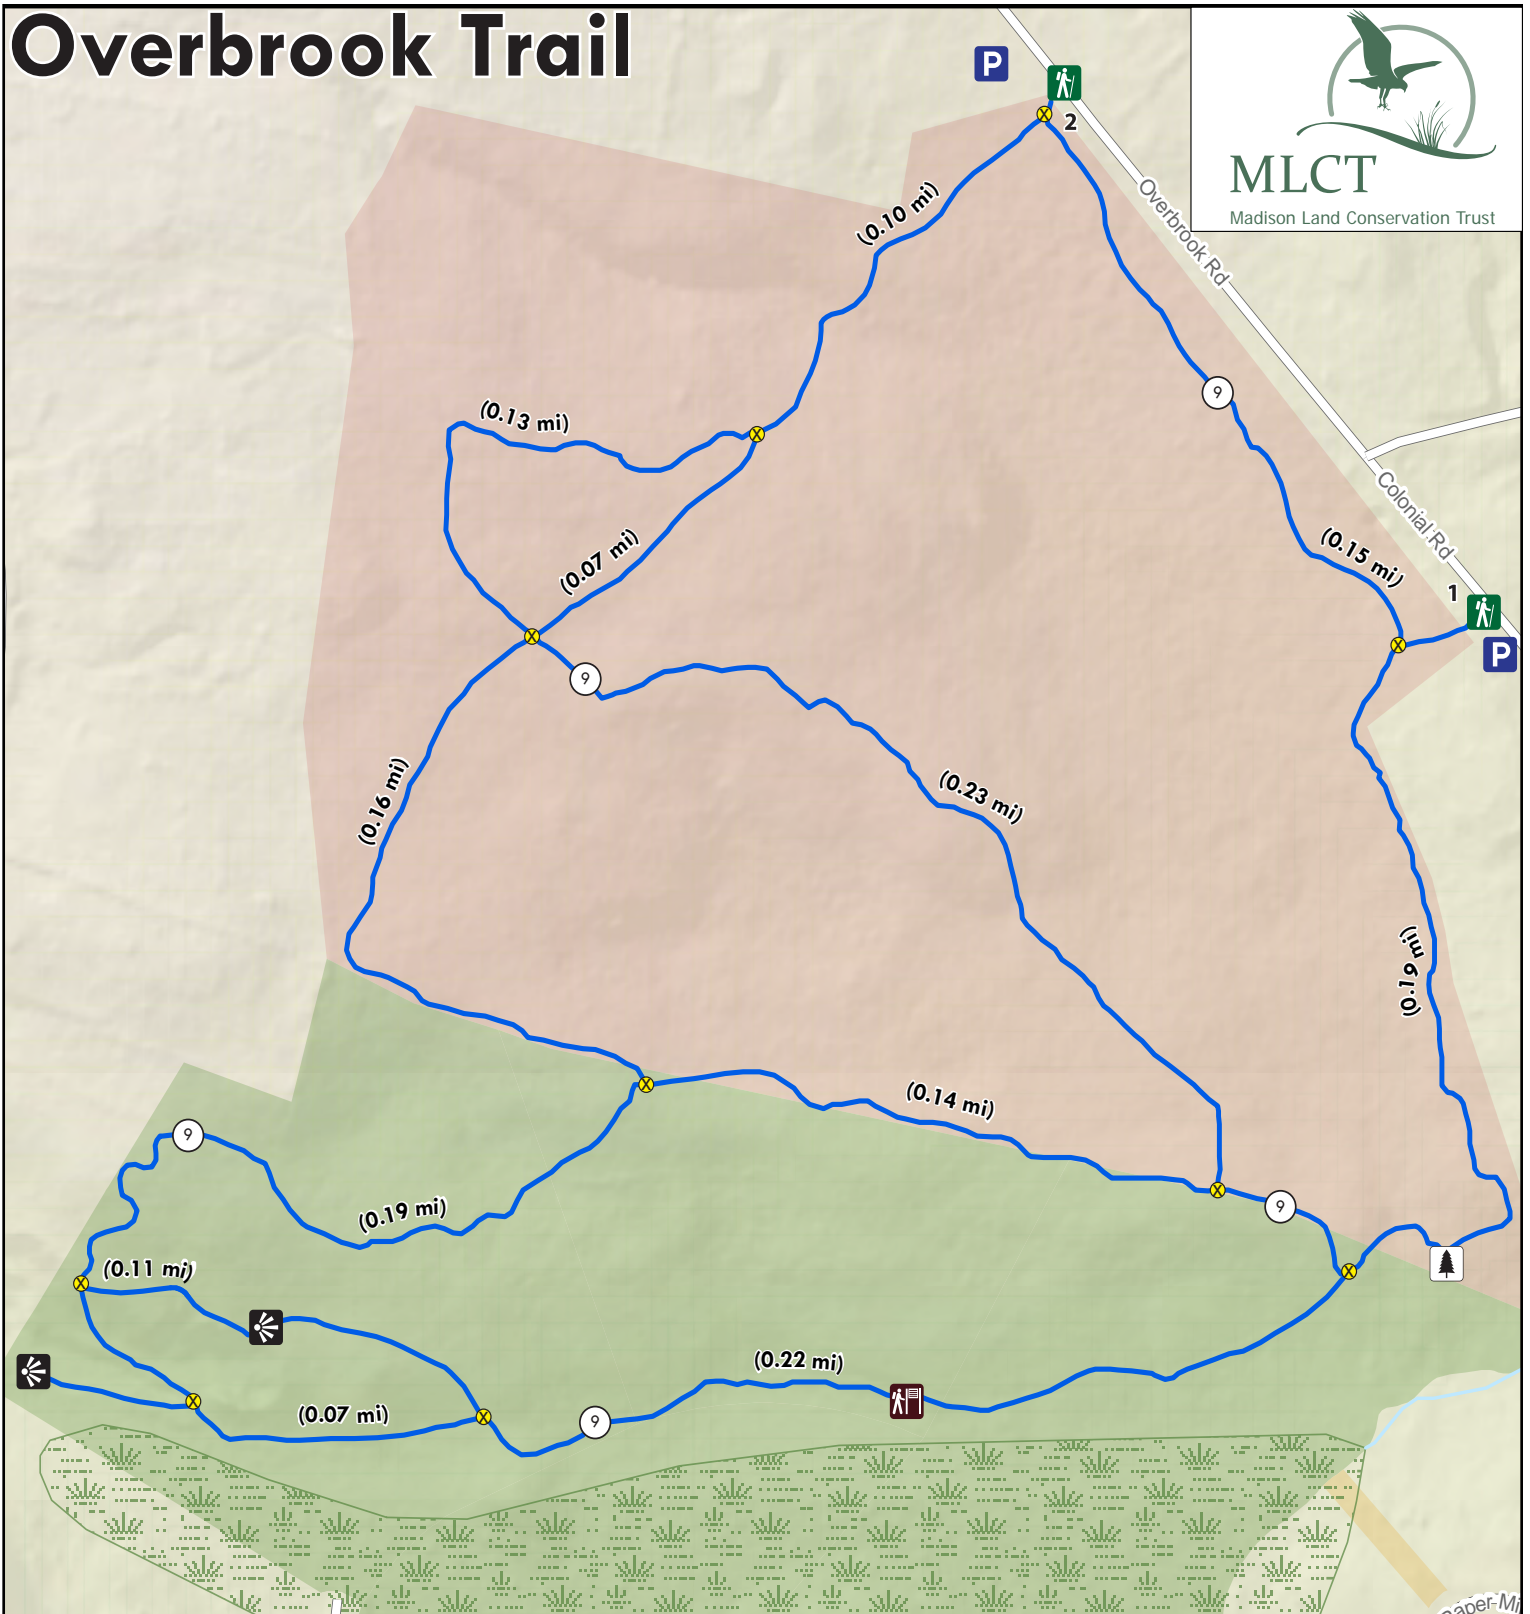 Overbrook Trail
P
2
MLCT
Madison Land Conservation Trust
Overbrook Rd
(0.10 mi)
9
(0.13 mi)
Colonial Rd
(0.07 mi)
(0.15 mi)
1
P
9
(0.16 mi)
(0.23 mi)
(0.19 mi)
(0.14 mi)
9
(0.19 mi)
9
(0.11 mi)
(0.22 mi)
(0.07 mi)
9